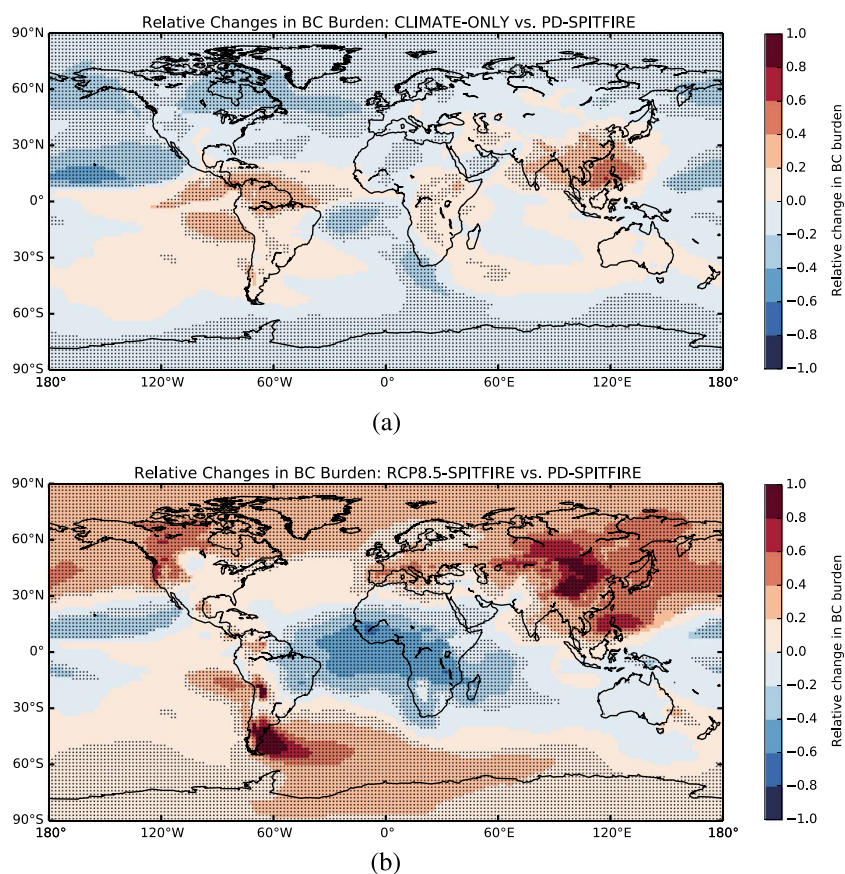 Relative Changes in BC Burden: CLIMATE-ONLY vs. PD-SPITFIRE
90°N
60°N
30°N
0°
30°S
60°S
90°S
180° 120°W 60°W 0° 60°E 120°E 180°
1.0
0.8
0.6
0.4
0.2
0.0
−0.2
−0.4
−0.6
−0.8
−1.0
Relative change in BC burden
(a)
Relative Changes in BC Burden: RCP8.5-SPITFIRE vs. PD-SPITFIRE
90°N
60°N
30°N
0°
30°S
60°S
90°S
180° 120°W 60°W 0° 60°E 120°E 180°
1.0
0.8
0.6
0.4
0.2
0.0
−0.2
−0.4
−0.6
−0.8
−1.0
Relative change in BC burden
(b)